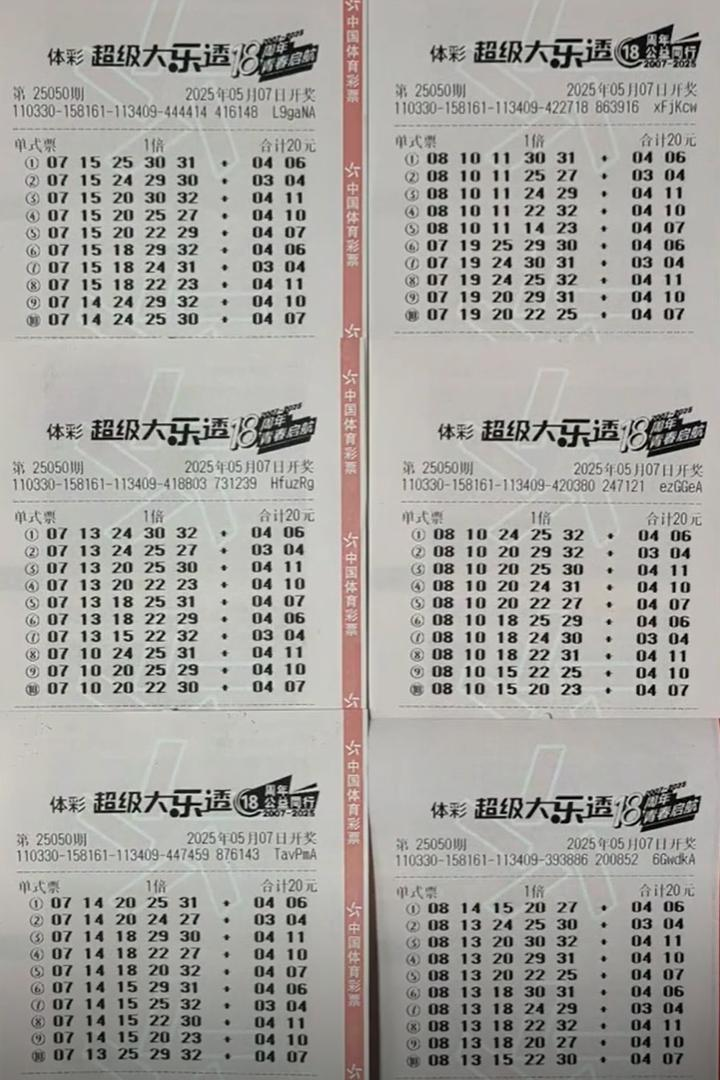 体彩 超级大乐透 18周年 青春启航 2007-2025
第 25050期 2025年05月07日开奖
110330-158161-113409-444414 416148 L9gaNA
单式票 1倍 合计20元
① 07 15 25 30 31 + 04 06
② 07 15 24 29 30 + 03 04
③ 07 15 20 30 32 + 04 11
④ 07 15 20 25 27 + 04 10
⑤ 07 15 20 22 29 + 04 07
⑥ 07 15 18 29 32 + 04 06
⑦ 07 15 18 24 31 + 03 04
⑧ 07 15 18 22 23 + 04 11
⑨ 07 14 24 29 32 + 04 10
⑩ 07 14 24 25 30 + 04 07
中国体育彩票
中国体育彩票
体彩 超级大乐透 18周年 公益同行 2007-2025
第 25050期 2025年05月07日开奖
110330-158161-113409-422718 863916 xFjKcw
单式票 1倍 合计20元
① 08 10 11 30 31 + 04 06
② 08 10 11 25 27 + 03 04
③ 08 10 11 24 29 + 04 11
④ 08 10 11 22 32 + 04 10
⑤ 08 10 11 14 23 + 04 07
⑥ 07 19 25 29 30 + 04 06
⑦ 07 19 24 30 31 + 03 04
⑧ 07 19 24 25 32 + 04 11
⑨ 07 19 20 29 31 + 04 10
⑩ 07 19 20 22 25 + 04 07
体彩 超级大乐透 18周年 青春启航 2007-2025
第 25050期 2025年05月07日开奖
110330-158161-113409-418803 731239 HfuzRg
单式票 1倍 合计20元
① 07 13 24 30 32 + 04 06
② 07 13 24 25 27 + 03 04
③ 07 13 20 25 30 + 04 11
④ 07 13 20 22 23 + 04 10
⑤ 07 13 18 25 31 + 04 07
⑥ 07 13 18 22 29 + 04 06
⑦ 07 13 15 22 32 + 03 04
⑧ 07 10 24 25 31 + 04 11
⑨ 07 10 20 25 29 + 04 10
⑩ 07 10 20 22 30 + 04 07
中国体育彩票
中国体育彩票
体彩 超级大乐透 18周年 青春启航 2007-2025
第 25050期 2025年05月07日开奖
110330-158161-113409-420380 247121 ezGGeA
单式票 1倍 合计20元
① 08 10 24 25 32 + 04 06
② 08 10 20 29 32 + 03 04
③ 08 10 20 25 30 + 04 11
④ 08 10 20 24 31 + 04 10
⑤ 08 10 20 22 27 + 04 07
⑥ 08 10 18 25 29 + 04 06
⑦ 08 10 18 24 30 + 03 04
⑧ 08 10 18 22 31 + 04 11
⑨ 08 10 15 22 25 + 04 10
⑩ 08 10 15 20 23 + 04 07
体彩 超级大乐透 18周年 公益同行 2007-2025
第 25050期 2025年05月07日开奖
110330-158161-113409-447459 876143 TavPmA
单式票 1倍 合计20元
① 07 14 20 25 31 + 04 06
② 07 14 20 24 27 + 03 04
③ 07 14 18 29 30 + 04 11
④ 07 14 18 22 27 + 04 10
⑤ 07 14 18 20 32 + 04 07
⑥ 07 14 15 29 31 + 04 06
⑦ 07 14 15 25 32 + 03 04
⑧ 07 14 15 22 30 + 04 11
⑨ 07 14 15 20 23 + 04 10
⑩ 07 13 25 29 32 + 04 07
中国体育彩票
中国体育彩票
体彩 超级大乐透 18周年 青春启航 2007-2025
第 25050期 2025年05月07日开奖
110330-158161-113409-393886 200852 6GwdkA
单式票 1倍 合计20元
① 08 14 15 20 27 + 04 06
② 08 13 24 25 30 + 03 04
③ 08 13 20 30 32 + 04 11
④ 08 13 20 29 31 + 04 10
⑤ 08 13 20 22 25 + 04 07
⑥ 08 13 18 30 31 + 04 06
⑦ 08 13 18 24 29 + 03 04
⑧ 08 13 18 22 32 + 04 11
⑨ 08 13 18 20 27 + 04 10
⑩ 08 13 15 22 30 + 04 07